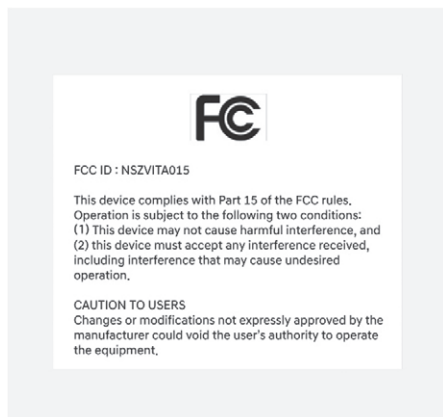 FCC
FCC ID : NSZVITA015
This device complies with Part 15 of the FCC rules.
Operation is subject to the following two conditions:
(1) This device may not cause harmful interference, and
(2) this device must accept any interference received,
including interference that may cause undesired
operation.
CAUTION TO USERS
Changes or modifications not expressly approved by the
manufacturer could void the user's authority to operate
the equipment.